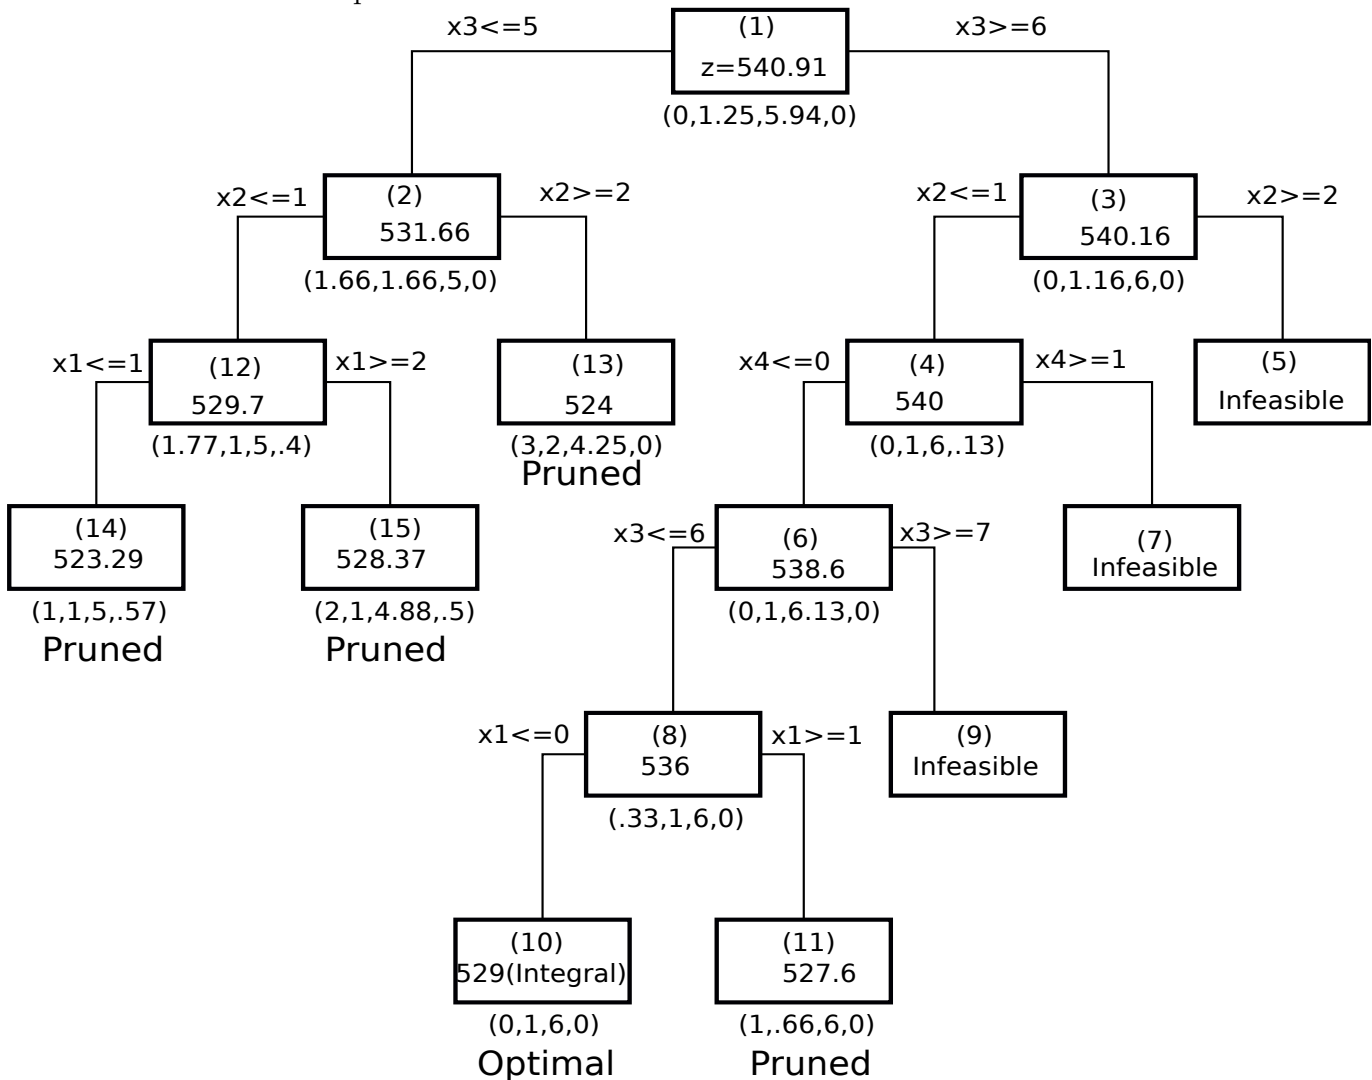 x3<=5
(1)
x3>=6
z=540.91
(0,1.25,5.94,0)
x2<=1
(2)
x2>=2
531.66
(1.66,1.66,5,0)
x2<=1
(3)
x2>=2
540.16
(0,1.16,6,0)
x1<=1
(12)
x1>=2
529.7
(1.77,1,5,.4)
(13)
524
(3,2,4.25,0)
Pruned
x4<=0
(4)
x4>=1
540
(0,1,6,.13)
(5)
Infeasible
(14)
523.29
(1,1,5,.57)
Pruned
(15)
528.37
(2,1,4.88,.5)
Pruned
x3<=6
(6)
x3>=7
538.6
(0,1,6.13,0)
(7)
Infeasible
x1<=0
(8)
x1>=1
536
(.33,1,6,0)
(9)
Infeasible
(10)
529(Integral)
(0,1,6,0)
Optimal
(11)
527.6
(1,.66,6,0)
Pruned